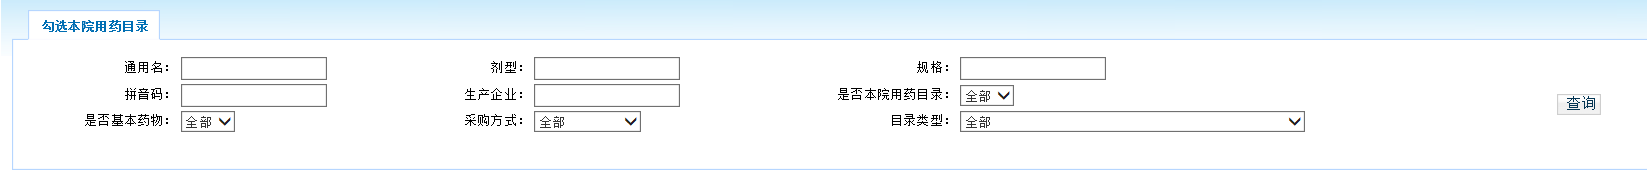 勾选本院用药目录
通用名： 剂型： 规格：
拼音码： 生产企业： 是否本院用药目录： 全部
查询
是否基本药物： 全部 采购方式： 全部 目录类型： 全部